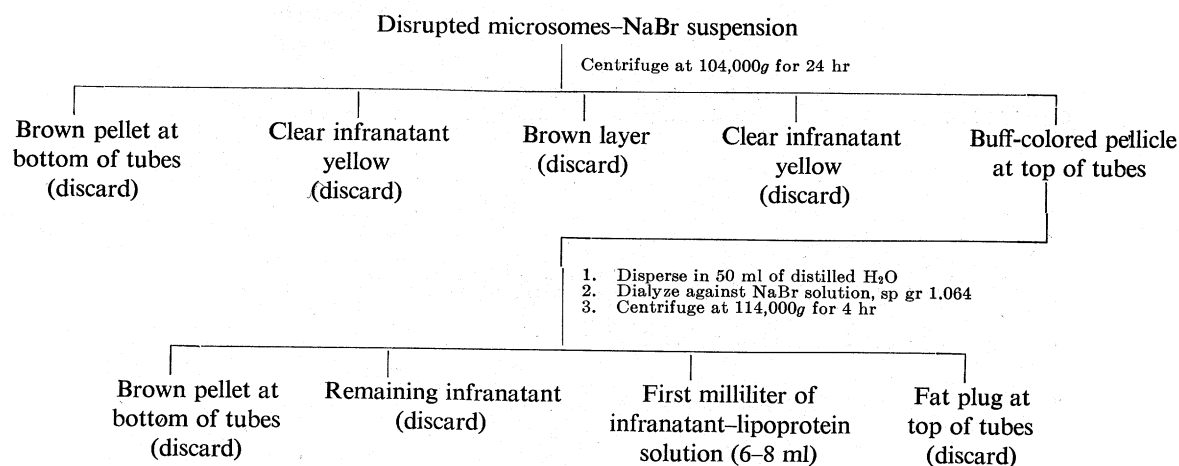 Disrupted microsomes–NaBr suspension
Centrifuge at 104,000g for 24 hr
Brown pellet at
bottom of tubes
(discard)
Clear infranatant
yellow
(discard)
Brown layer
(discard)
Clear infranatant
yellow
(discard)
Buff-colored pellicle
at top of tubes
1. Disperse in 50 ml of distilled H₂O
2. Dialyze against NaBr solution, sp gr 1.064
3. Centrifuge at 114,000g for 4 hr
Brown pellet at
bottom of tubes
(discard)
Remaining infranatant
(discard)
First milliliter of
infranatant–lipoprotein
solution (6–8 ml)
Fat plug at
top of tubes
(discard)